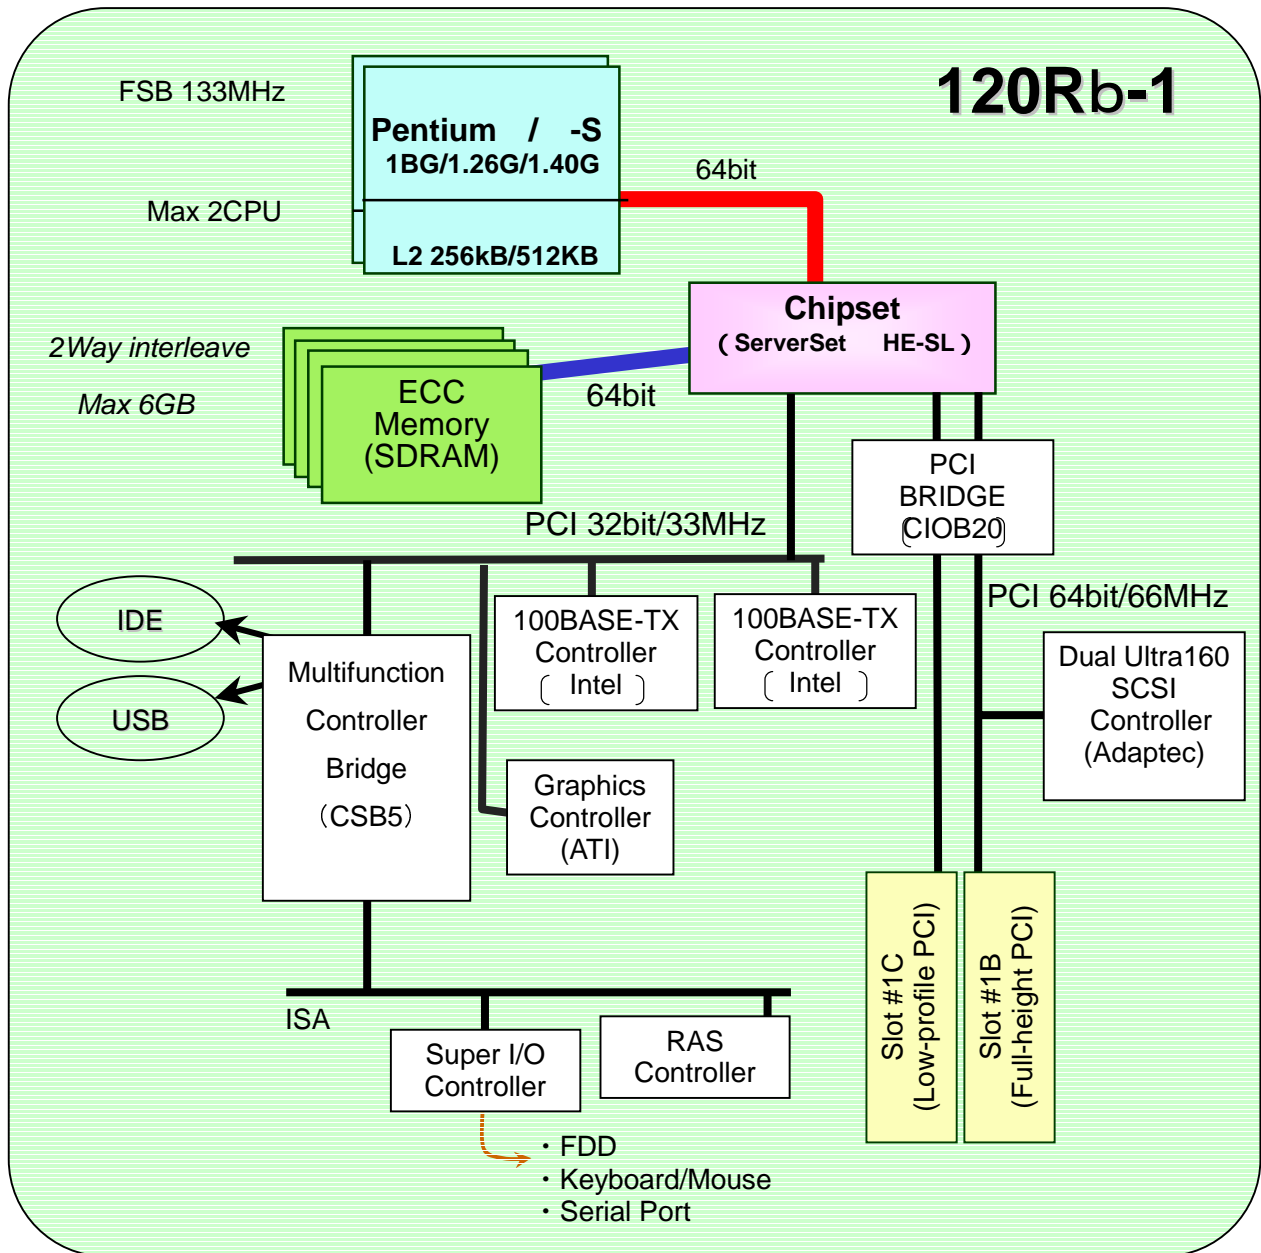 120Rb-1
FSB 133MHz
Pentium / -S
1BG/1.26G/1.40G
Max 2CPU
L2 256kB/512KB
64bit
Chipset
( ServerSet HE-SL )
2Way interleave
Max 6GB
ECC
Memory
(SDRAM)
64bit
PCI
BRIDGE
(CIOB20)
PCI 32bit/33MHz
PCI 64bit/66MHz
IDE
USB
Multifunction
Controller
Bridge
（CSB5）
100BASE-TX
Controller
( Intel )
100BASE-TX
Controller
( Intel )
Dual Ultra160
SCSI
Controller
(Adaptec)
Graphics
Controller
(ATI)
Slot #1C
(Low-profile PCI)
Slot #1B
(Full-height PCI)
ISA
Super I/O
Controller
RAS
Controller
・FDD
・Keyboard/Mouse
・Serial Port